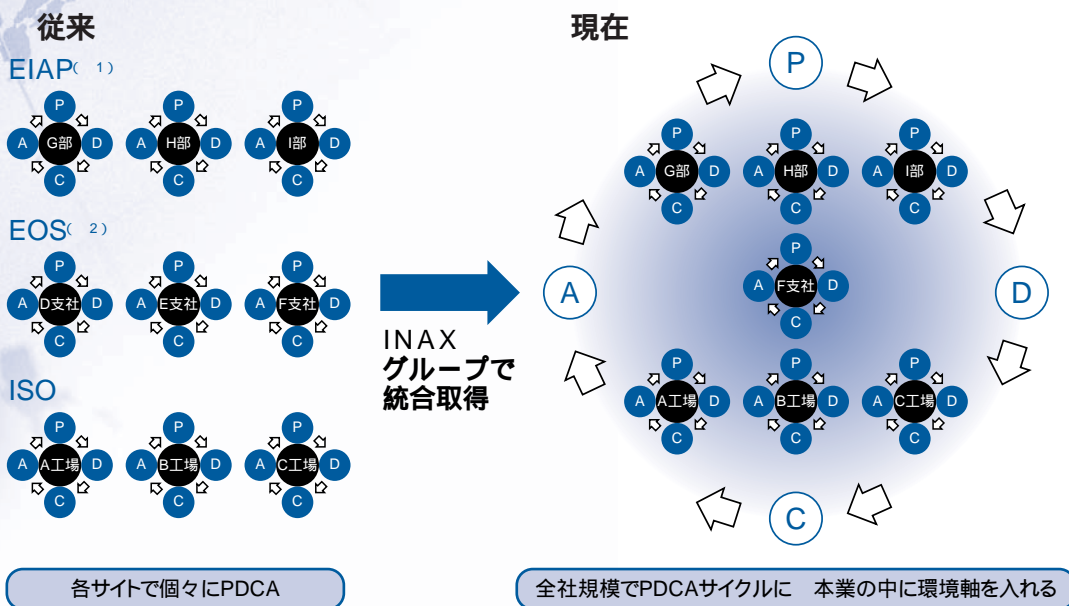 従来
EIAP( 1)
P
A G部 D
C
P
A H部 D
C
P
A I部 D
C
EOS( 2)
P
A D支社 D
C
P
A E支社 D
C
P
A F支社 D
C
ISO
P
A A工場 D
C
P
A B工場 D
C
P
A C工場 D
C
各サイトで個々にPDCA
INAX
グループで
統合取得
現在
P
A
D
C
P
A G部 D
C
P
A H部 D
C
P
A I部 D
C
P
A F支社 D
C
P
A A工場 D
C
P
A B工場 D
C
P
A C工場 D
C
全社規模でPDCAサイクルに　本業の中に環境軸を入れる